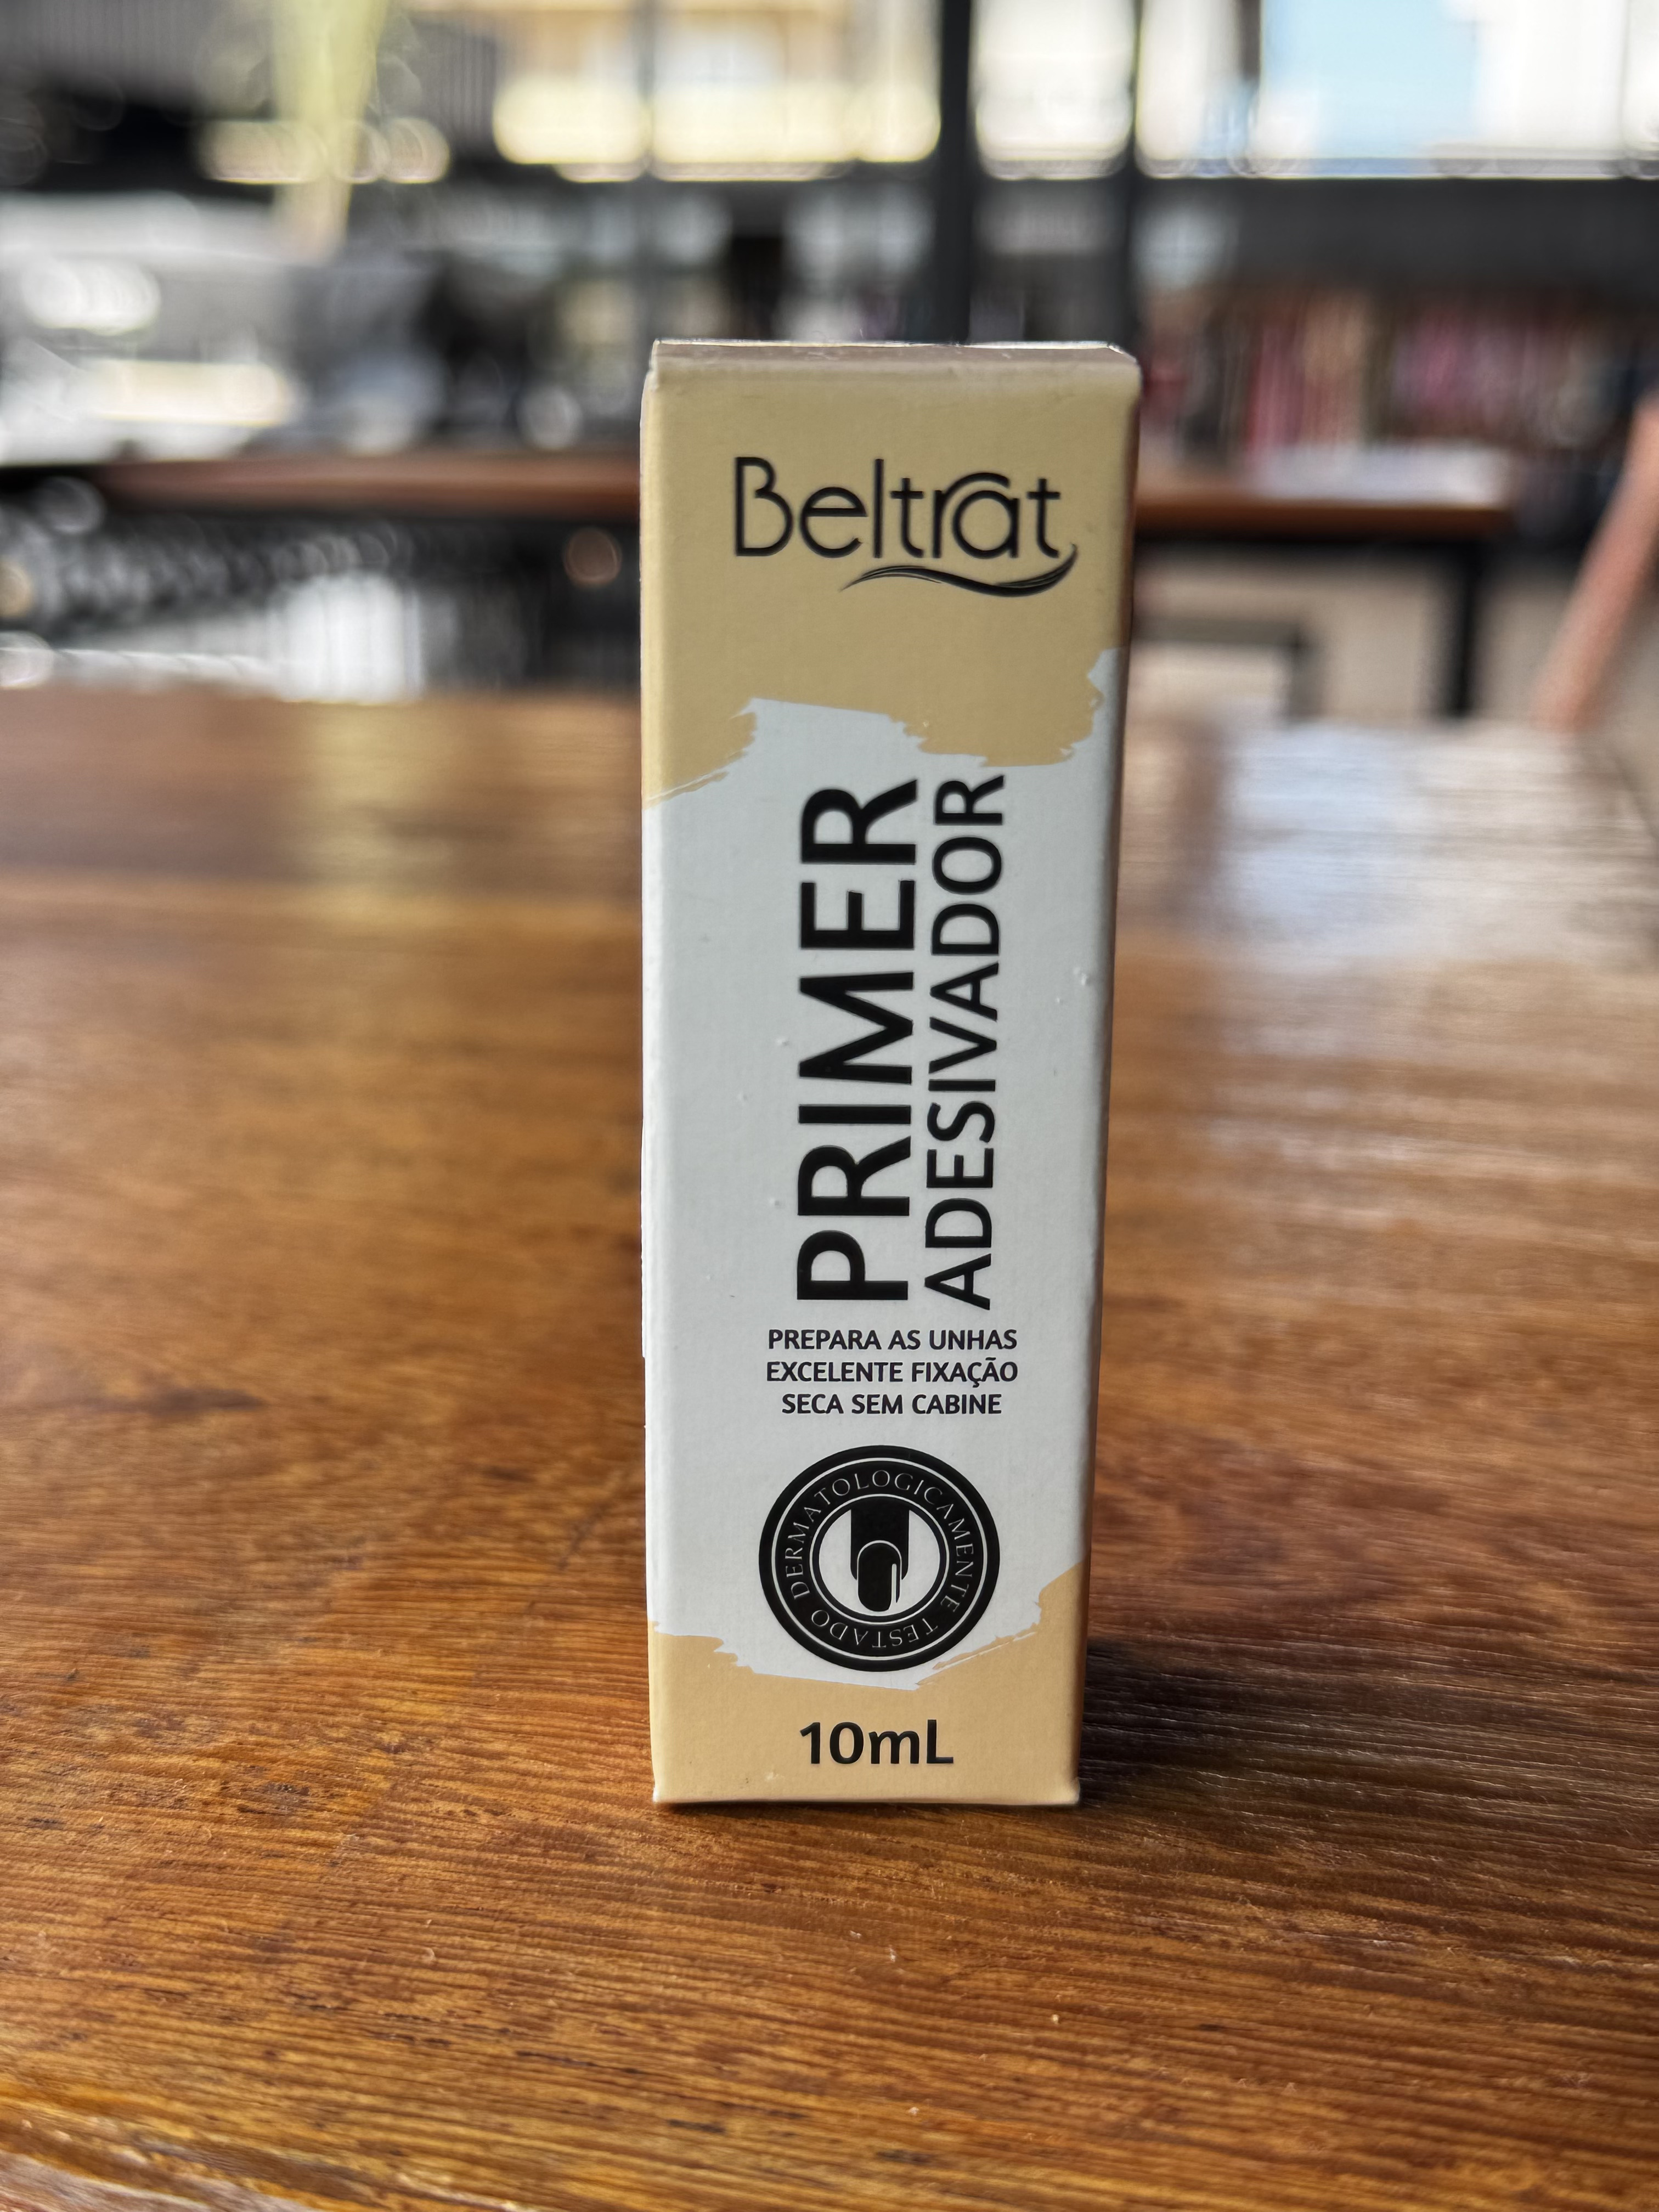 Beltrat
PRIMER
ADESIVADOR
PREPARA AS UNHAS
EXCELENTE FIXAÇÃO
SECA SEM CABINE
DERMATOLOGICAMENTE TESTADO
10mL